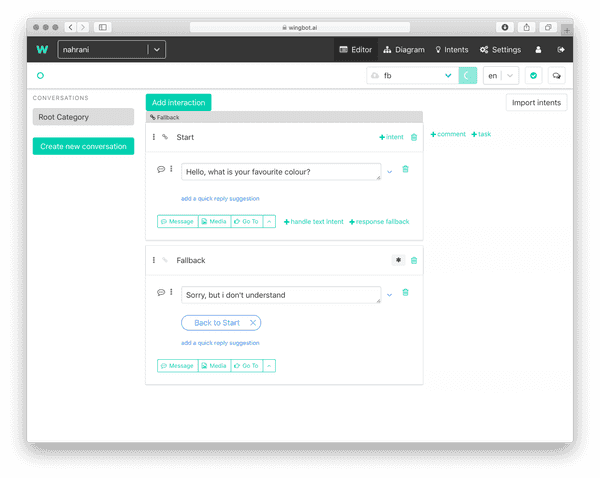 wingbot.ai
W
nahrani
Editor
Diagram
Intents
Settings
fb
en
CONVERSATIONS
Root Category
Create new conversation
Add interaction
Import intents
Fallback
Start
+intent
+comment
+task
Hello, what is your favourite colour?
add a quick reply suggestion
Message
Media
Go To
+handle text intent
+response fallback
Fallback
*
Sorry, but i don't understand
Back to Start
add a quick reply suggestion
Message
Media
Go To